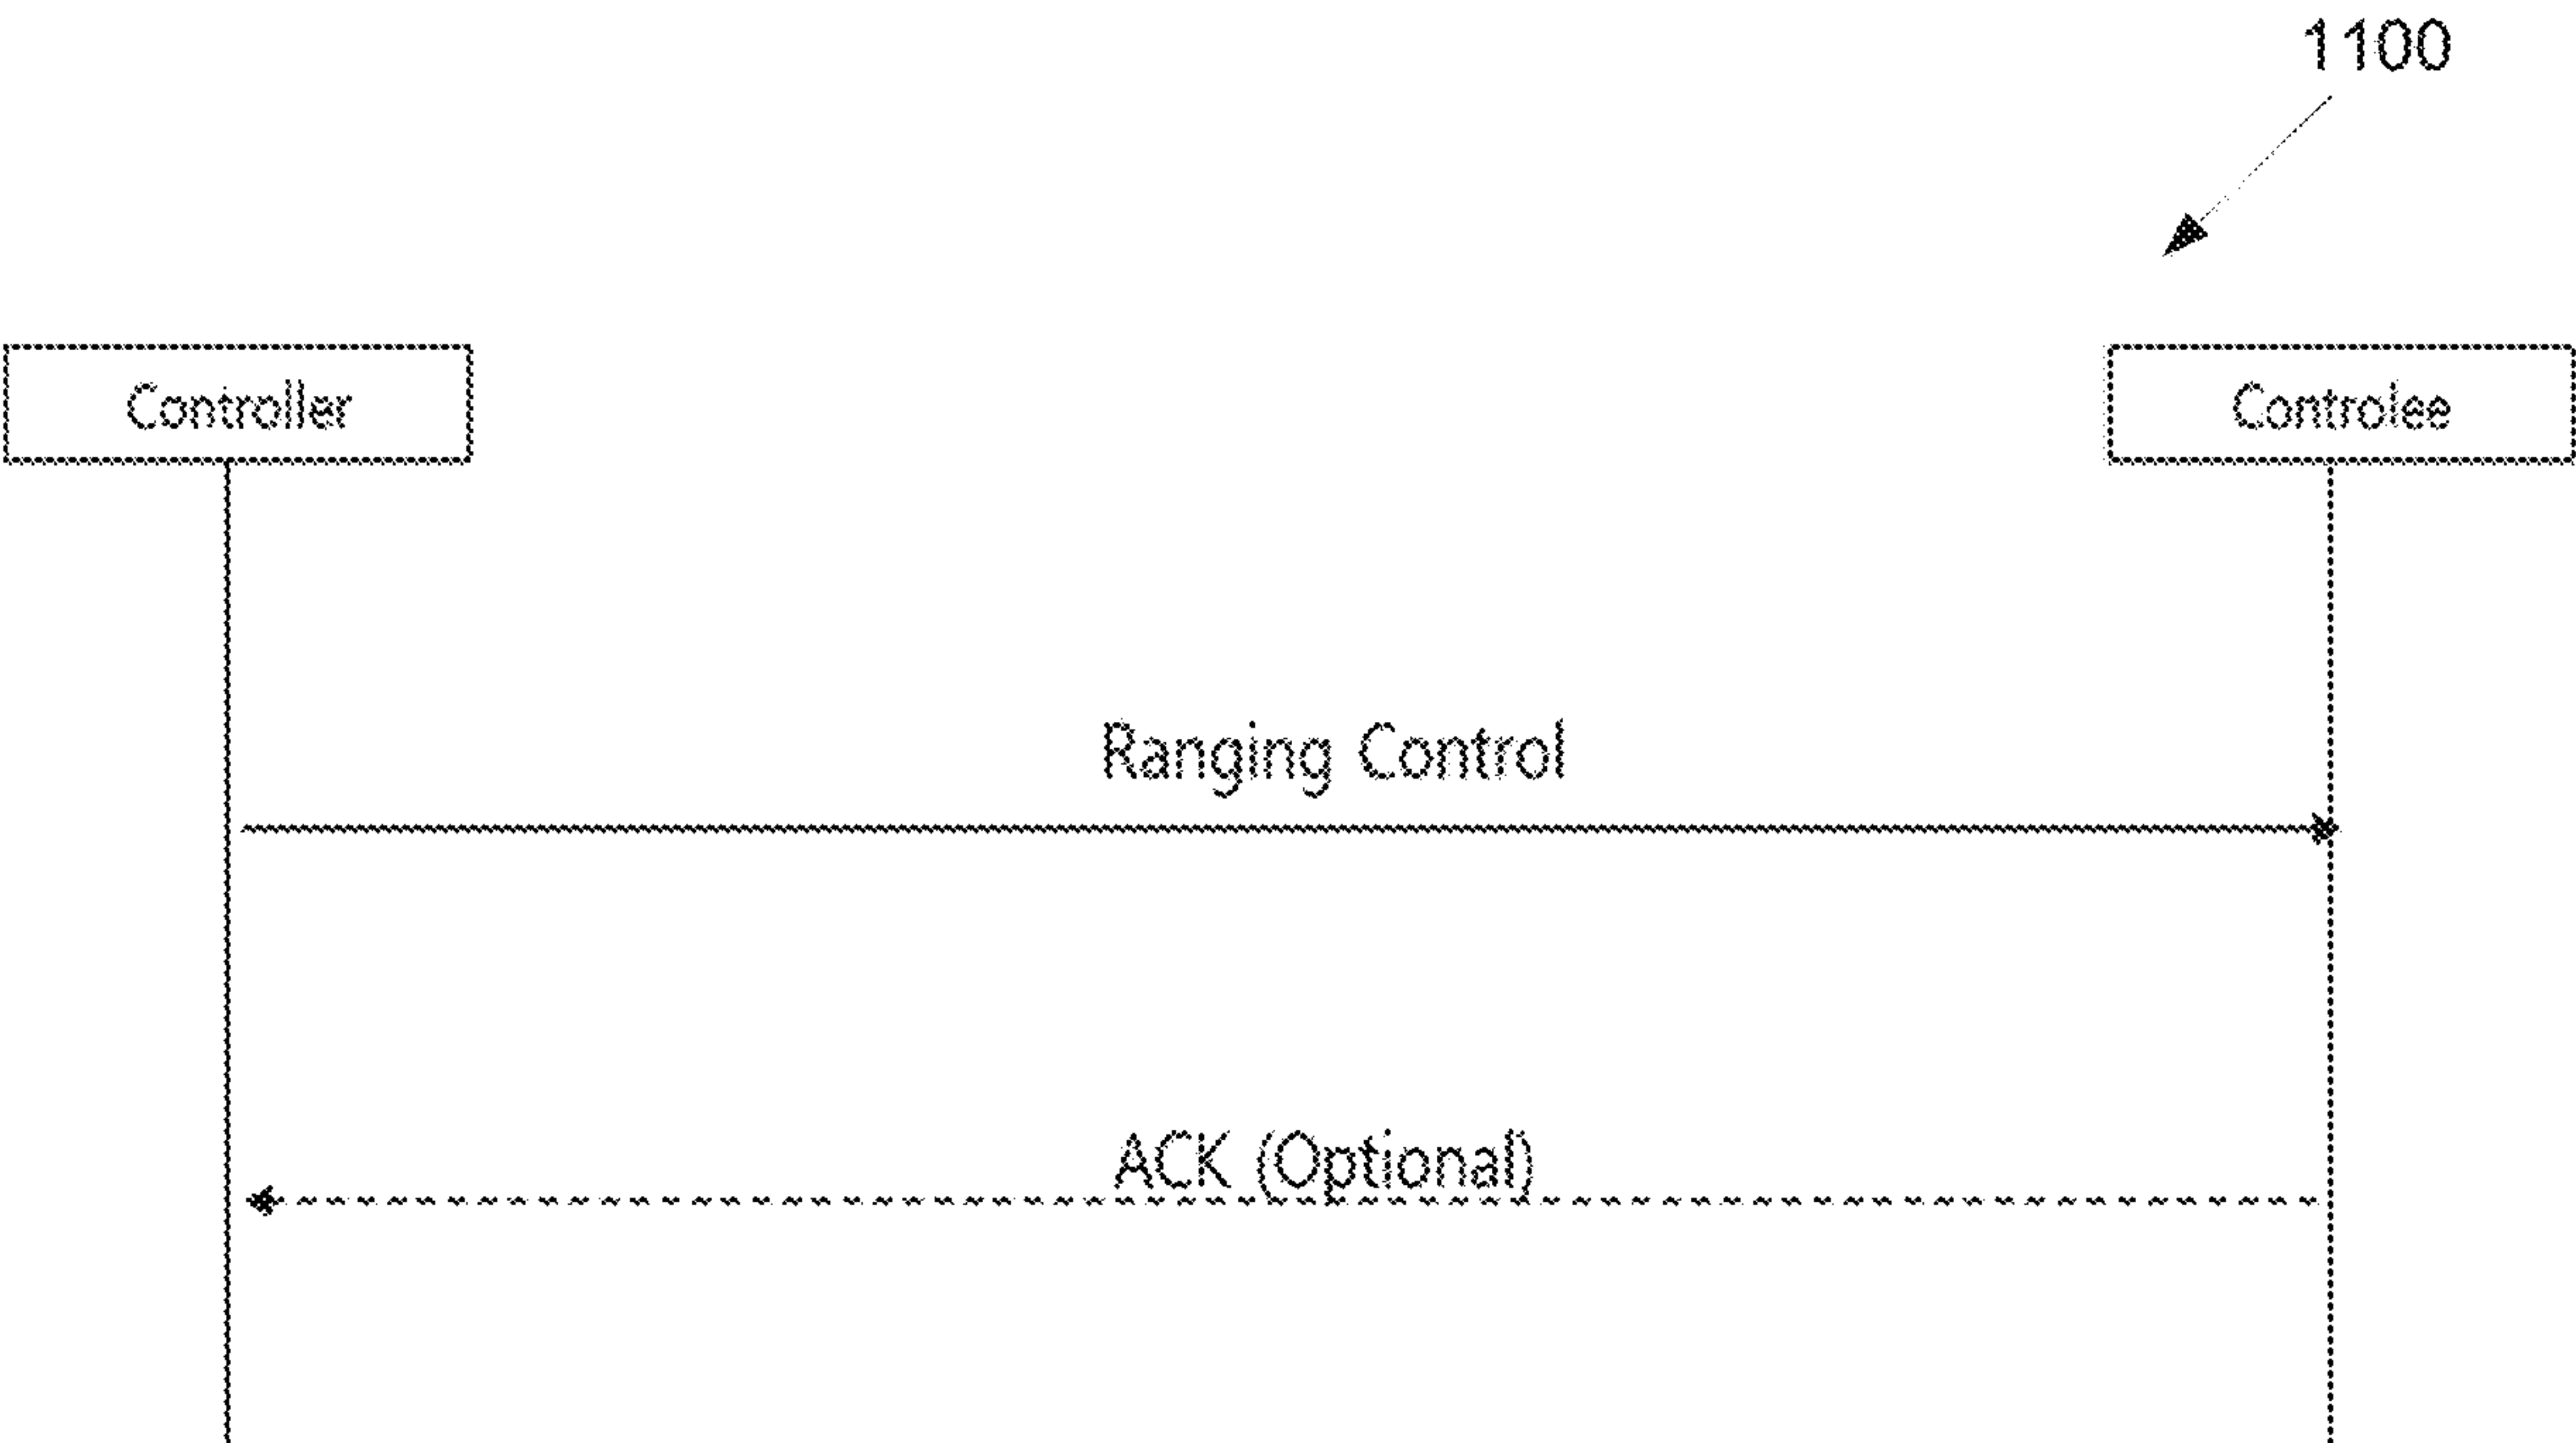 1100
Controller
Controlee
Ranging Control
ACK (Optional)